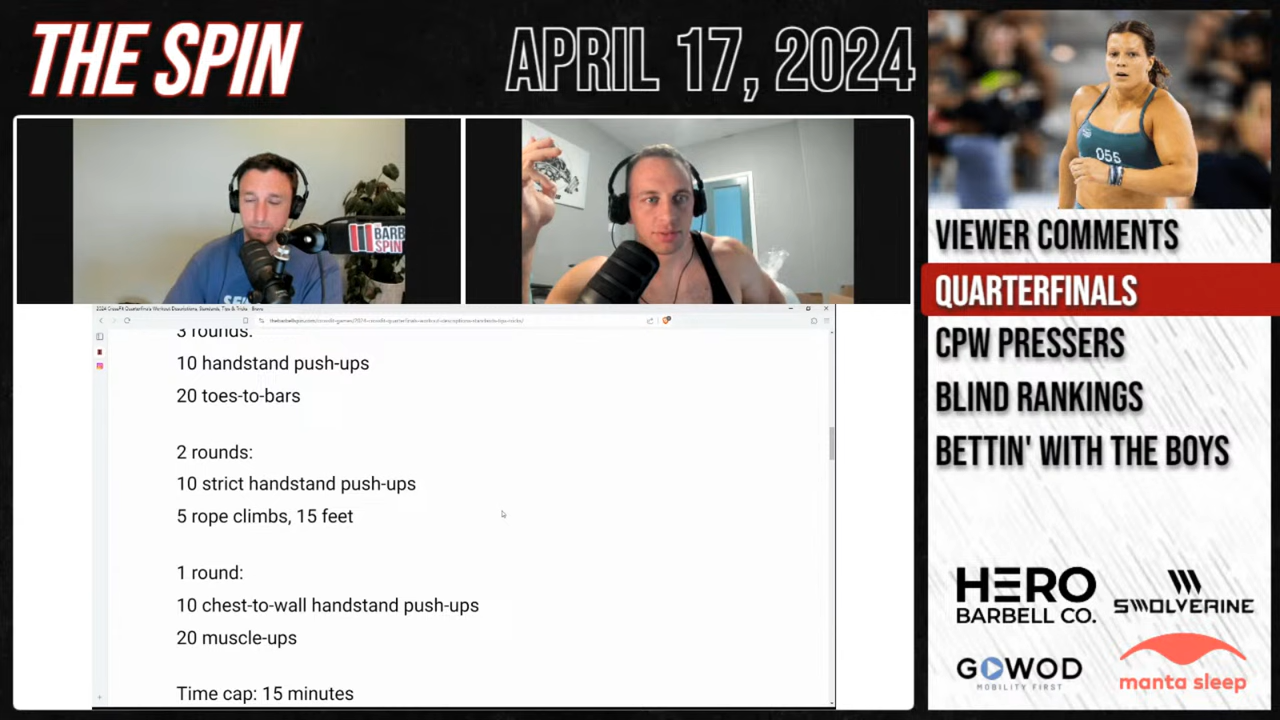 THE SPIN
APRIL 17, 2024
BARB
SPIN
055
VIEWER COMMENTS
QUARTERFINALS
CPW PRESSERS
BLIND RANKINGS
BETTIN' WITH THE BOYS
3 rounds:
10 handstand push-ups
20 toes-to-bars
2 rounds:
10 strict handstand push-ups
5 rope climbs, 15 feet
1 round:
10 chest-to-wall handstand push-ups
20 muscle-ups
Time cap: 15 minutes
HERO
BARBELL CO.
SWOLVERINE
GOWOD
MOBILITY FIRST
manta sleep